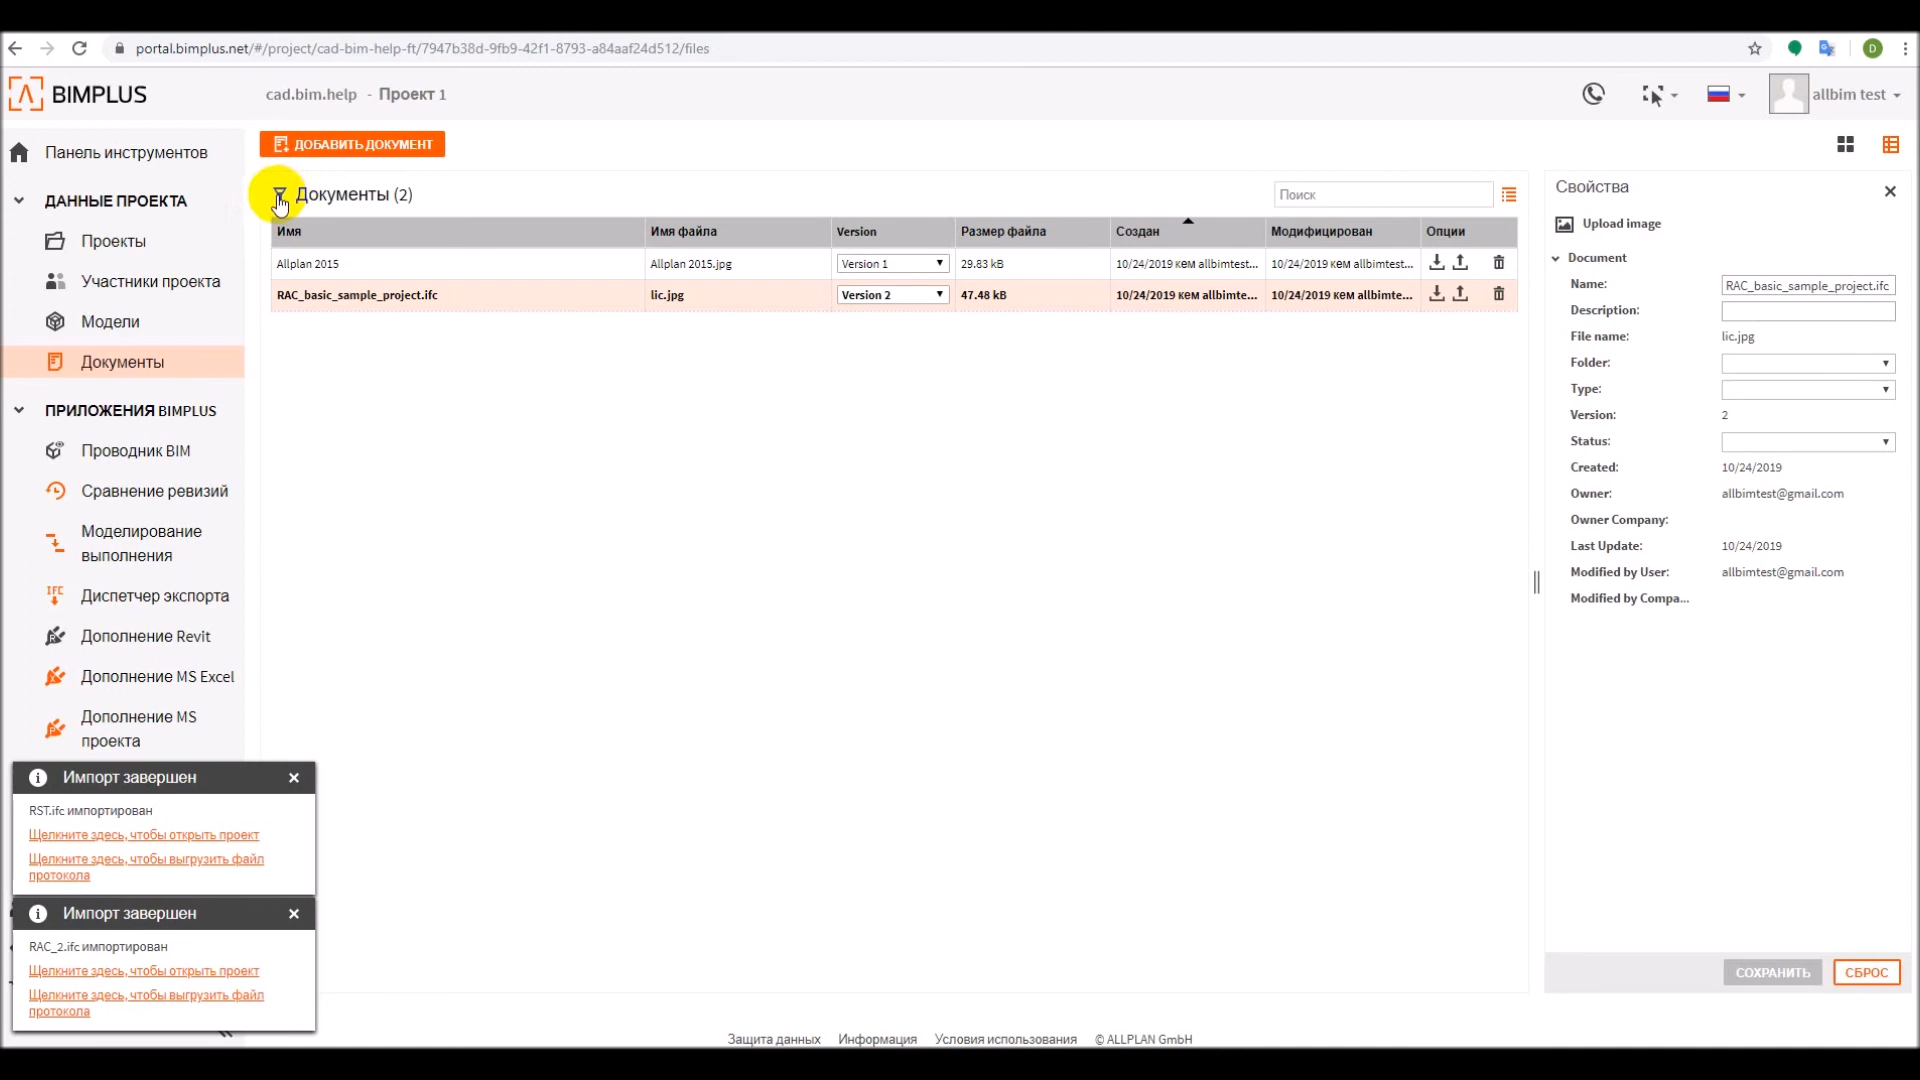 portal.bimplus.net/#/project/cad-bim-help-ft/7947b38d-9fb9-42f1-8793-a84aaf24d512/files
D
BIMPLUS
cad.bim.help - Проект 1
allbim test
Панель инструментов
ДАННЫЕ ПРОЕКТА
Проекты
Участники проекта
Модели
Документы
ПРИЛОЖЕНИЯ BIMPLUS
Проводник BIM
Сравнение ревизий
Моделирование
выполнения
IFC
Диспетчер экспорта
Дополнение Revit
Дополнение MS Excel
Дополнение MS
проекта
ДОБАВИТЬ ДОКУМЕНТ
Документы (2)
Поиск
Имя Имя файла Version Размер файла Создан Модифицирован Опции
Allplan 2015 Allplan 2015.jpg Version 1 29.83 kB 10/24/2019 кем allbimtest... 10/24/2019 кем allbimtest...
RAC_basic_sample_project.ifc lic.jpg Version 2 47.48 kB 10/24/2019 кем allbimte... 10/24/2019 кем allbimte...
Свойства
Upload image
Document
Name: RAC_basic_sample_project.ifc
Description:
File name: lic.jpg
Folder:
Type:
Version: 2
Status:
Created: 10/24/2019
Owner: allbimtest@gmail.com
Owner Company:
Last Update: 10/24/2019
Modified by User: allbimtest@gmail.com
Modified by Compa...
СОХРАНИТЬ СБРОС
Импорт завершен
RST.ifc импортирован
Щелкните здесь, чтобы открыть проект
Щелкните здесь, чтобы выгрузить файл
протокола
Импорт завершен
RAC_2.ifc импортирован
Щелкните здесь, чтобы открыть проект
Щелкните здесь, чтобы выгрузить файл
протокола
Защита данных Информация Условия использования © ALLPLAN GmbH